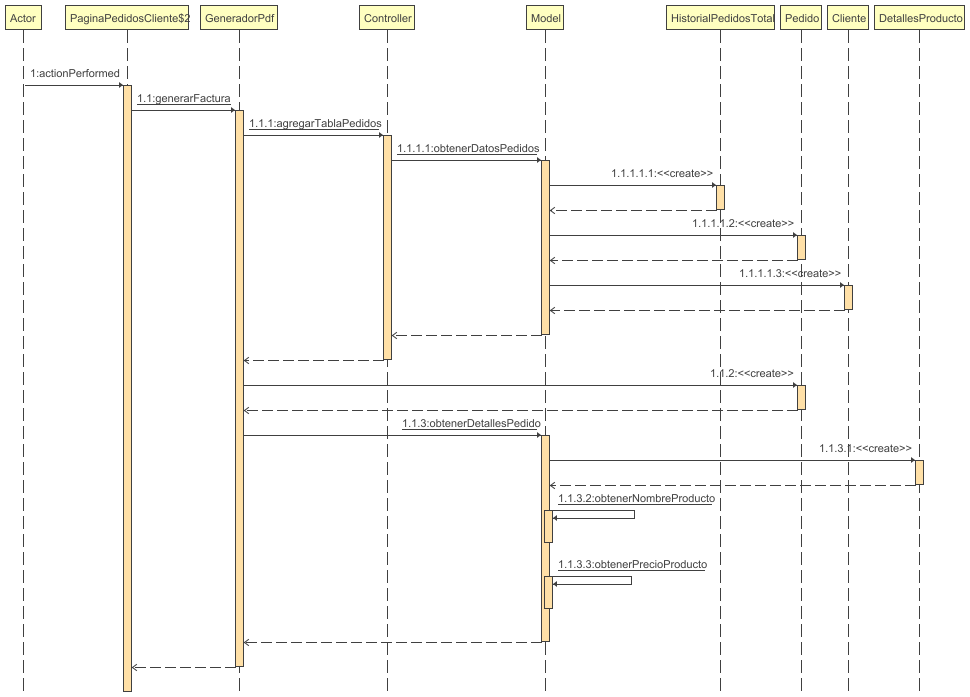 Actor
PaginaPedidosCliente$2
GeneradorPdf
Controller
Model
HistorialPedidosTotal
Pedido
Cliente
DetallesProducto
1:actionPerformed
1.1:generarFactura
1.1.1:agregarTablaPedidos
1.1.1.1:obtenerDatosPedidos
1.1.1.1.1:<<create>>
1.1.1.1.2:<<create>>
1.1.1.1.3:<<create>>
1.1.2:<<create>>
1.1.3:obtenerDetallesPedido
1.1.3.1:<<create>>
1.1.3.2:obtenerNombreProducto
1.1.3.3:obtenerPrecioProducto